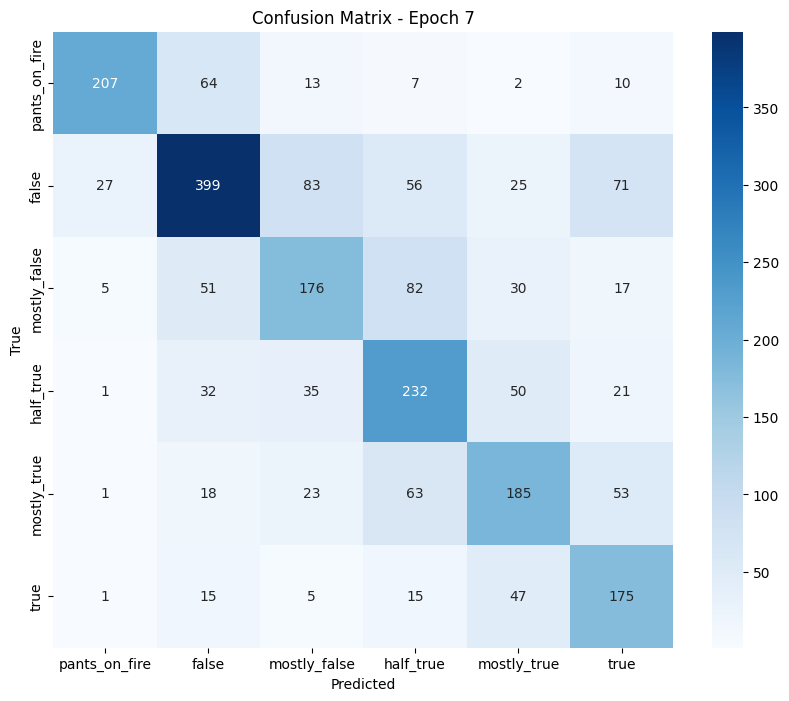 Confusion Matrix - Epoch 7
True
pants_on_fire 207 64 13 7 2 10
false 27 399 83 56 25 71
mostly_false 5 51 176 82 30 17
half_true 1 32 35 232 50 21
mostly_true 1 18 23 63 185 53
true 1 15 5 15 47 175
pants_on_fire false mostly_false half_true mostly_true true
Predicted
350
300
250
200
150
100
50